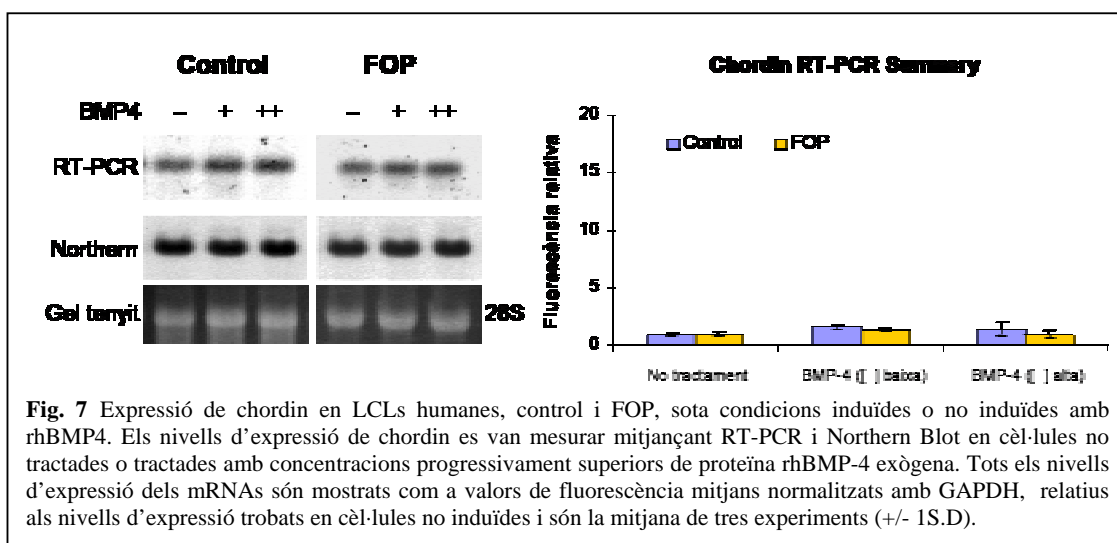 Control FOP
BMP4 – + ++ – + ++
RT-PCR
Northern
Gel tenyit. 28S
Chordin RT-PCR Summary
Control FOP
Fluorescència relativa
20
15
10
5
0
No tractament BMP-4 ([ ] baixa) BMP-4 ([ ] alta)
Fig. 7 Expressió de chordin en LCLs humanes, control i FOP, sota condicions induïdes o no induïdes amb
rhBMP4. Els nivells d’expressió de chordin es van mesurar mitjançant RT-PCR i Northern Blot en cèl·lules no
tractades o tractades amb concentracions progressivament superiors de proteïna rhBMP-4 exògena. Tots els nivells
d’expressió dels mRNAs són mostrats com a valors de fluorescència mitjans normalitzats amb GAPDH, relatius
als nivells d’expressió trobats en cèl·lules no induïdes i són la mitjana de tres experiments (+/- 1S.D).